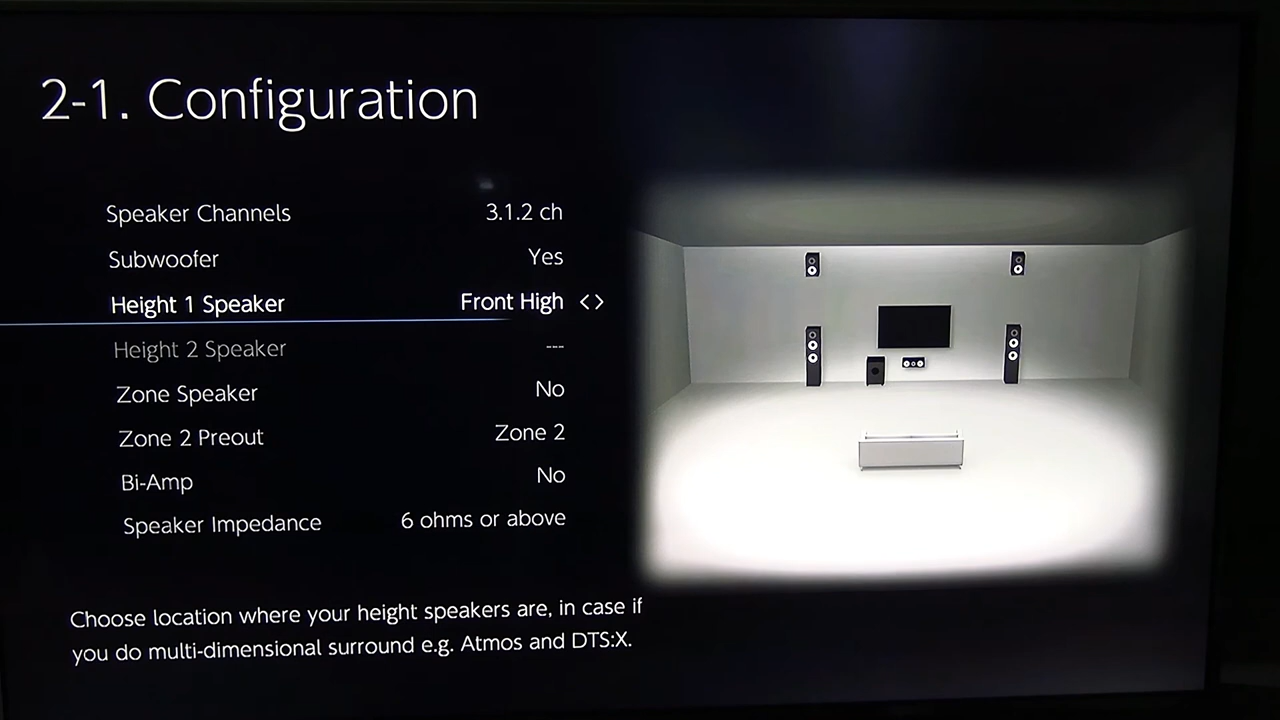 2-1. Configuration
Speaker Channels 3.1.2 ch
Subwoofer Yes
Height 1 Speaker Front High < >
Height 2 Speaker ---
Zone Speaker No
Zone 2 Preout Zone 2
Bi-Amp No
Speaker Impedance 6 ohms or above
Choose location where your height speakers are, in case if
you do multi-dimensional surround e.g. Atmos and DTS:X.